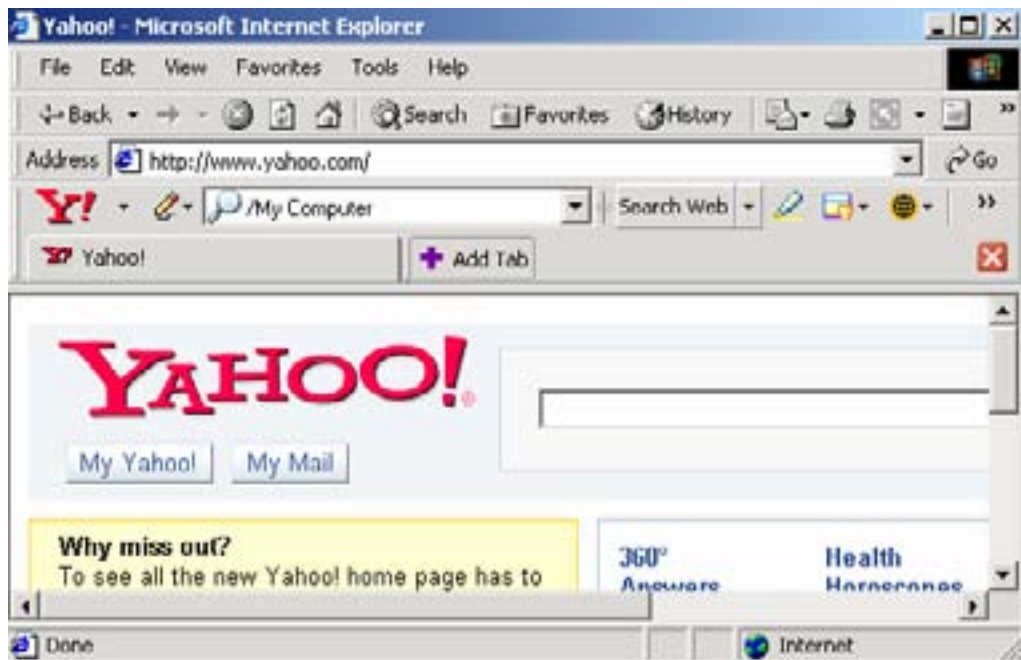 Yahoo! - Microsoft Internet Explorer
File Edit View Favorites Tools Help
Back Search Favorites History »
Address http://www.yahoo.com/ Go
Y! /My Computer Search Web »
Y! Yahoo! Add Tab
YAHOO!®
My Yahoo! My Mail
Why miss out?
To see all the new Yahoo! home page has to
360° Health
Answers Horoscopes
Done Internet